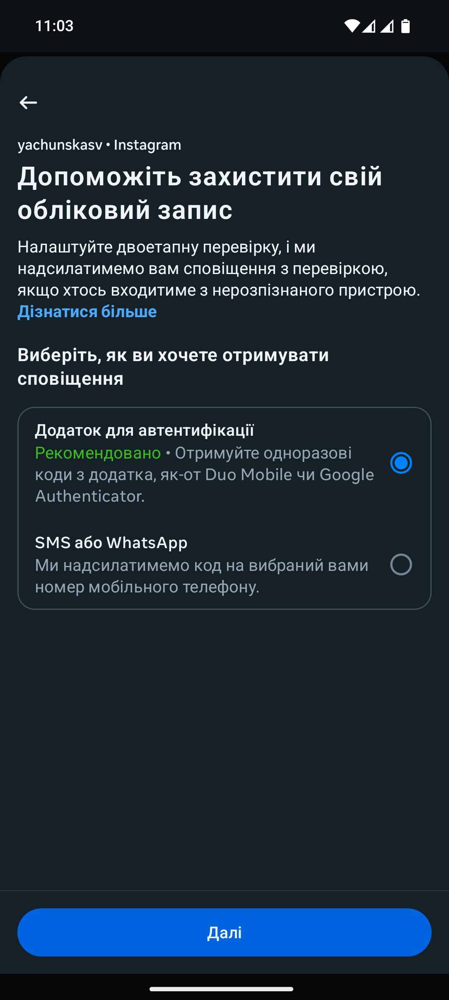 11:03
yachunskasv • Instagram
Допоможіть захистити свій
обліковий запис
Налаштуйте двоетапну перевірку, і ми
надсилатимемо вам сповіщення з перевіркою,
якщо хтось входитиме з нерозпізнаного пристрою.
Дізнатися більше
Виберіть, як ви хочете отримувати
сповіщення
Додаток для автентифікації
Рекомендовано • Отримуйте одноразові
коди з додатка, як-от Duo Mobile чи Google
Authenticator.
SMS або WhatsApp
Ми надсилатимемо код на вибраний вами
номер мобільного телефону.
Далі